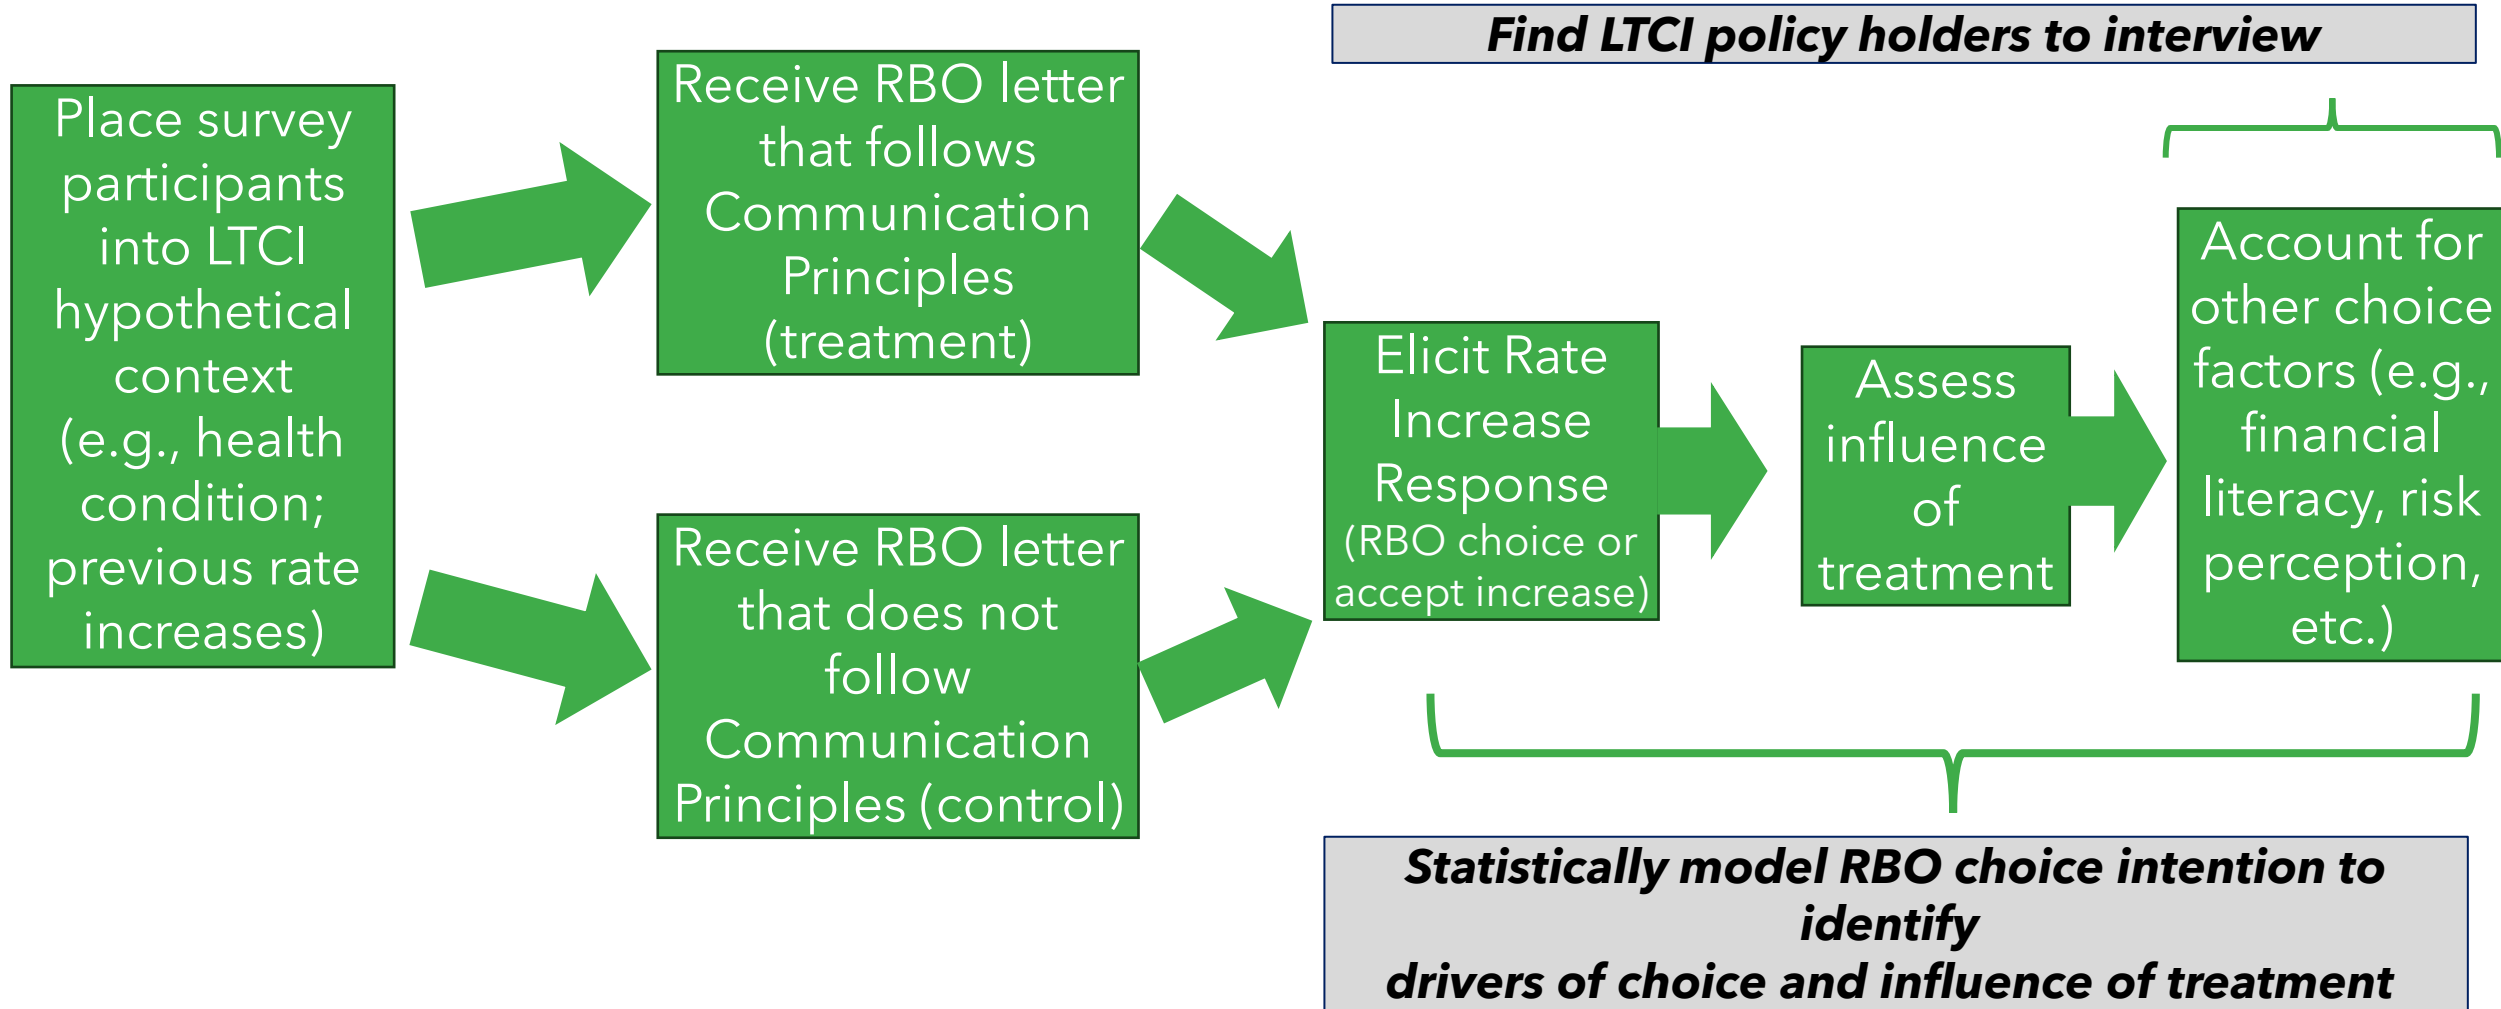 Find LTCI policy holders to interview
Place survey
participants
into LTCI
hypothetical
context
(e.g., health
condition;
previous rate
increases)
Receive RBO letter
that follows
Communication
Principles
(treatment)
Receive RBO letter
that does not
follow
Communication
Principles (control)
Elicit Rate
Increase
Response
(RBO choice or
accept increase)
Assess
influence
of
treatment
Account for
other choice
factors (e.g.,
financial
literacy, risk
perception,
etc.)
Statistically model RBO choice intention to
identify
drivers of choice and influence of treatment